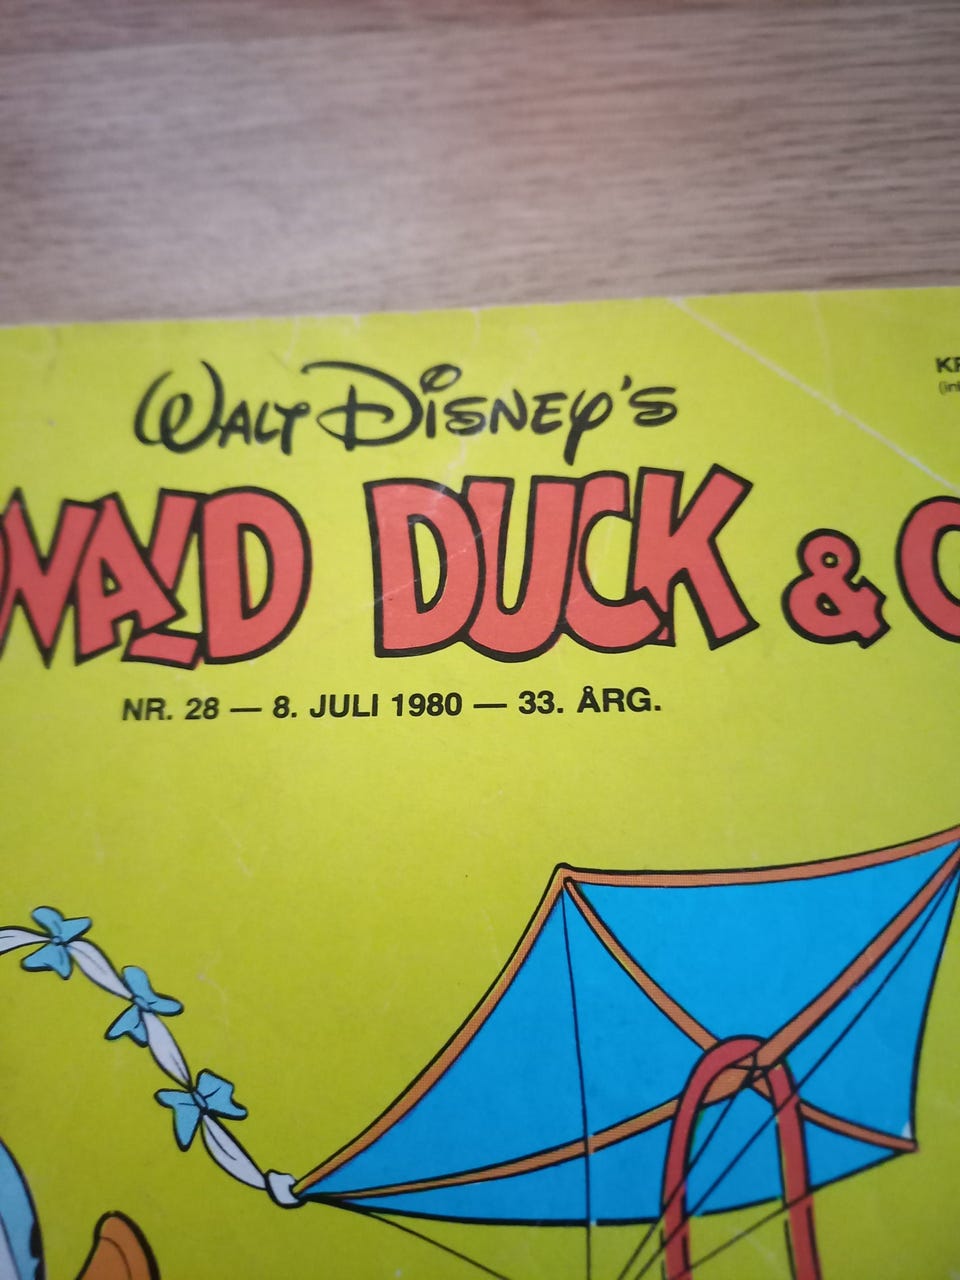 WALT DISNEY'S
NALD DUCK & C
NR. 28 — 8. JULI 1980 — 33. ÅRG.